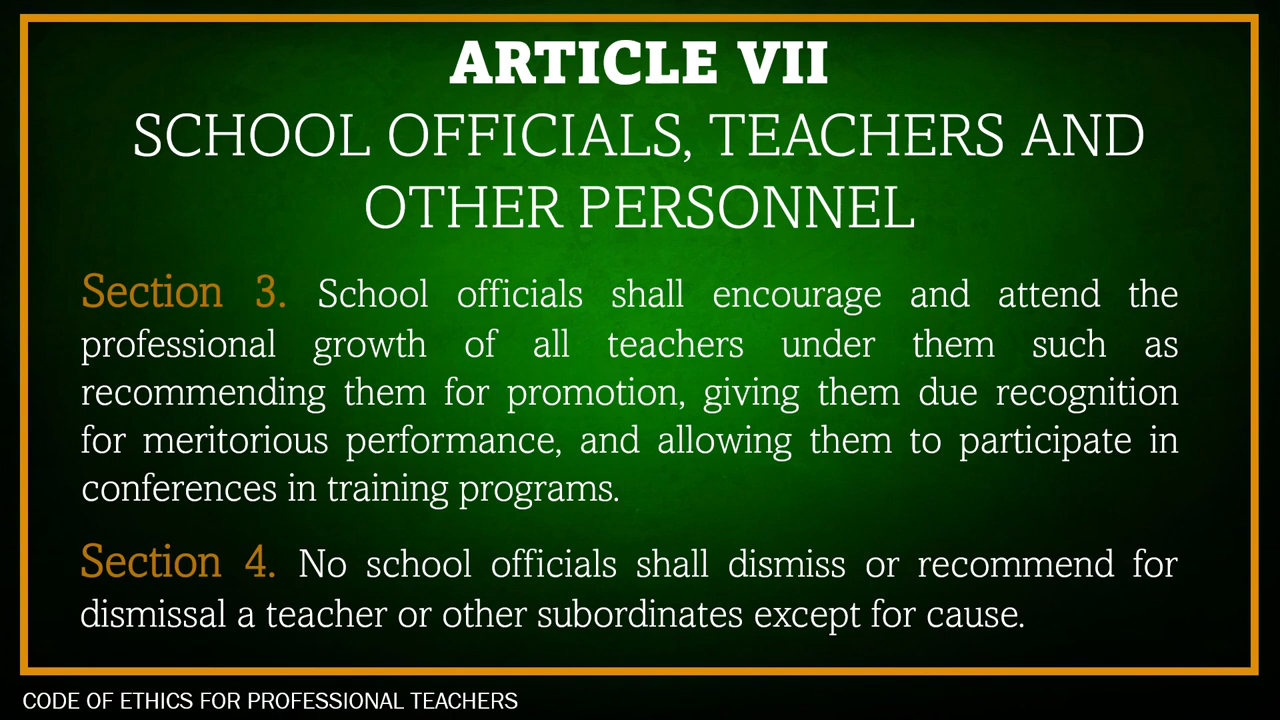 ARTICLE VII
SCHOOL OFFICIALS, TEACHERS AND
OTHER PERSONNEL
Section 3. School officials shall encourage and attend the
professional growth of all teachers under them such as
recommending them for promotion, giving them due recognition
for meritorious performance, and allowing them to participate in
conferences in training programs.
Section 4. No school officials shall dismiss or recommend for
dismissal a teacher or other subordinates except for cause.
CODE OF ETHICS FOR PROFESSIONAL TEACHERS